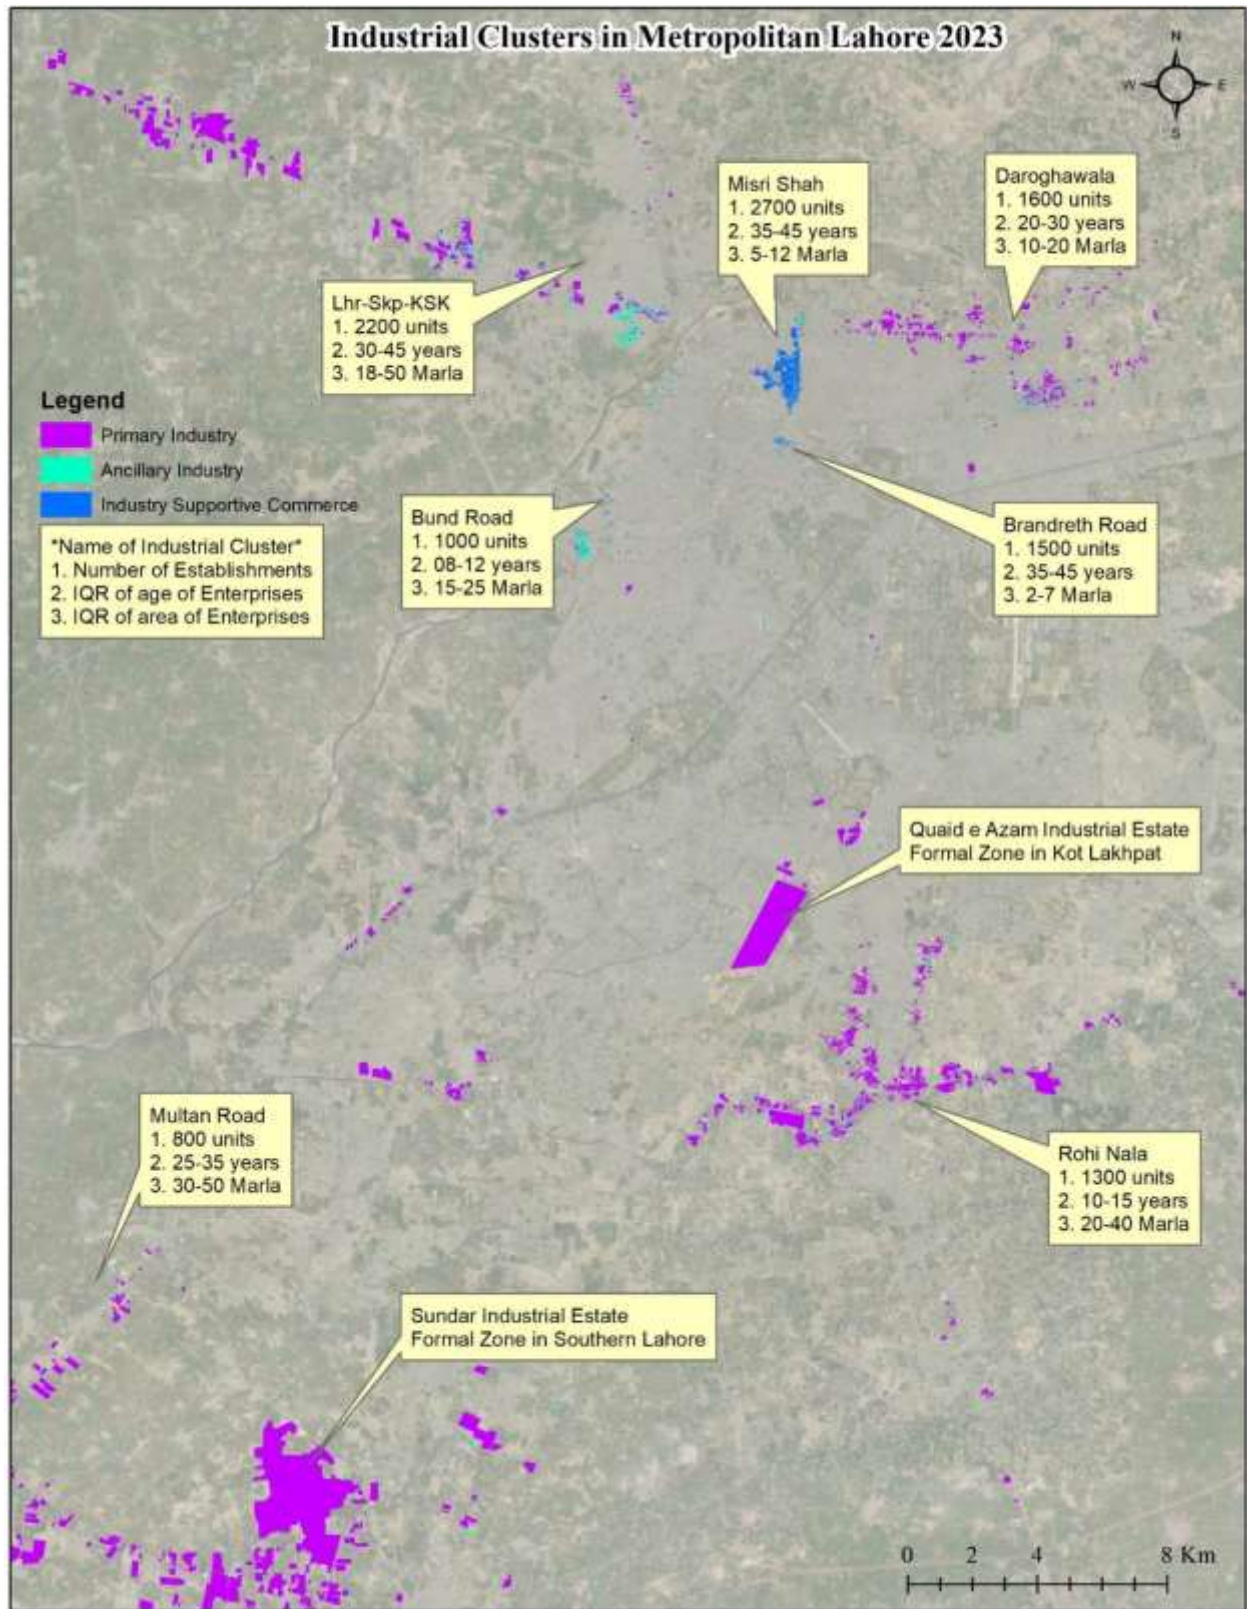 Industrial Clusters in Metropolitan Lahore 2023
N
W
E
S
Misri Shah
1. 2700 units
2. 35-45 years
3. 5-12 Marla
Daroghawala
1. 1600 units
2. 20-30 years
3. 10-20 Marla
Lhr-Skp-KSK
1. 2200 units
2. 30-45 years
3. 18-50 Marla
Legend
Primary Industry
Ancillary Industry
Industry Supportive Commerce
*Name of Industrial Cluster*
1. Number of Establishments
2. IQR of age of Enterprises
3. IQR of area of Enterprises
Bund Road
1. 1000 units
2. 08-12 years
3. 15-25 Marla
Brandreth Road
1. 1500 units
2. 35-45 years
3. 2-7 Marla
Quaid e Azam Industrial Estate
Formal Zone in Kot Lakhpat
Multan Road
1. 800 units
2. 25-35 years
3. 30-50 Marla
Rohi Nala
1. 1300 units
2. 10-15 years
3. 20-40 Marla
Sundar Industrial Estate
Formal Zone in Southern Lahore
0 2 4 8 Km